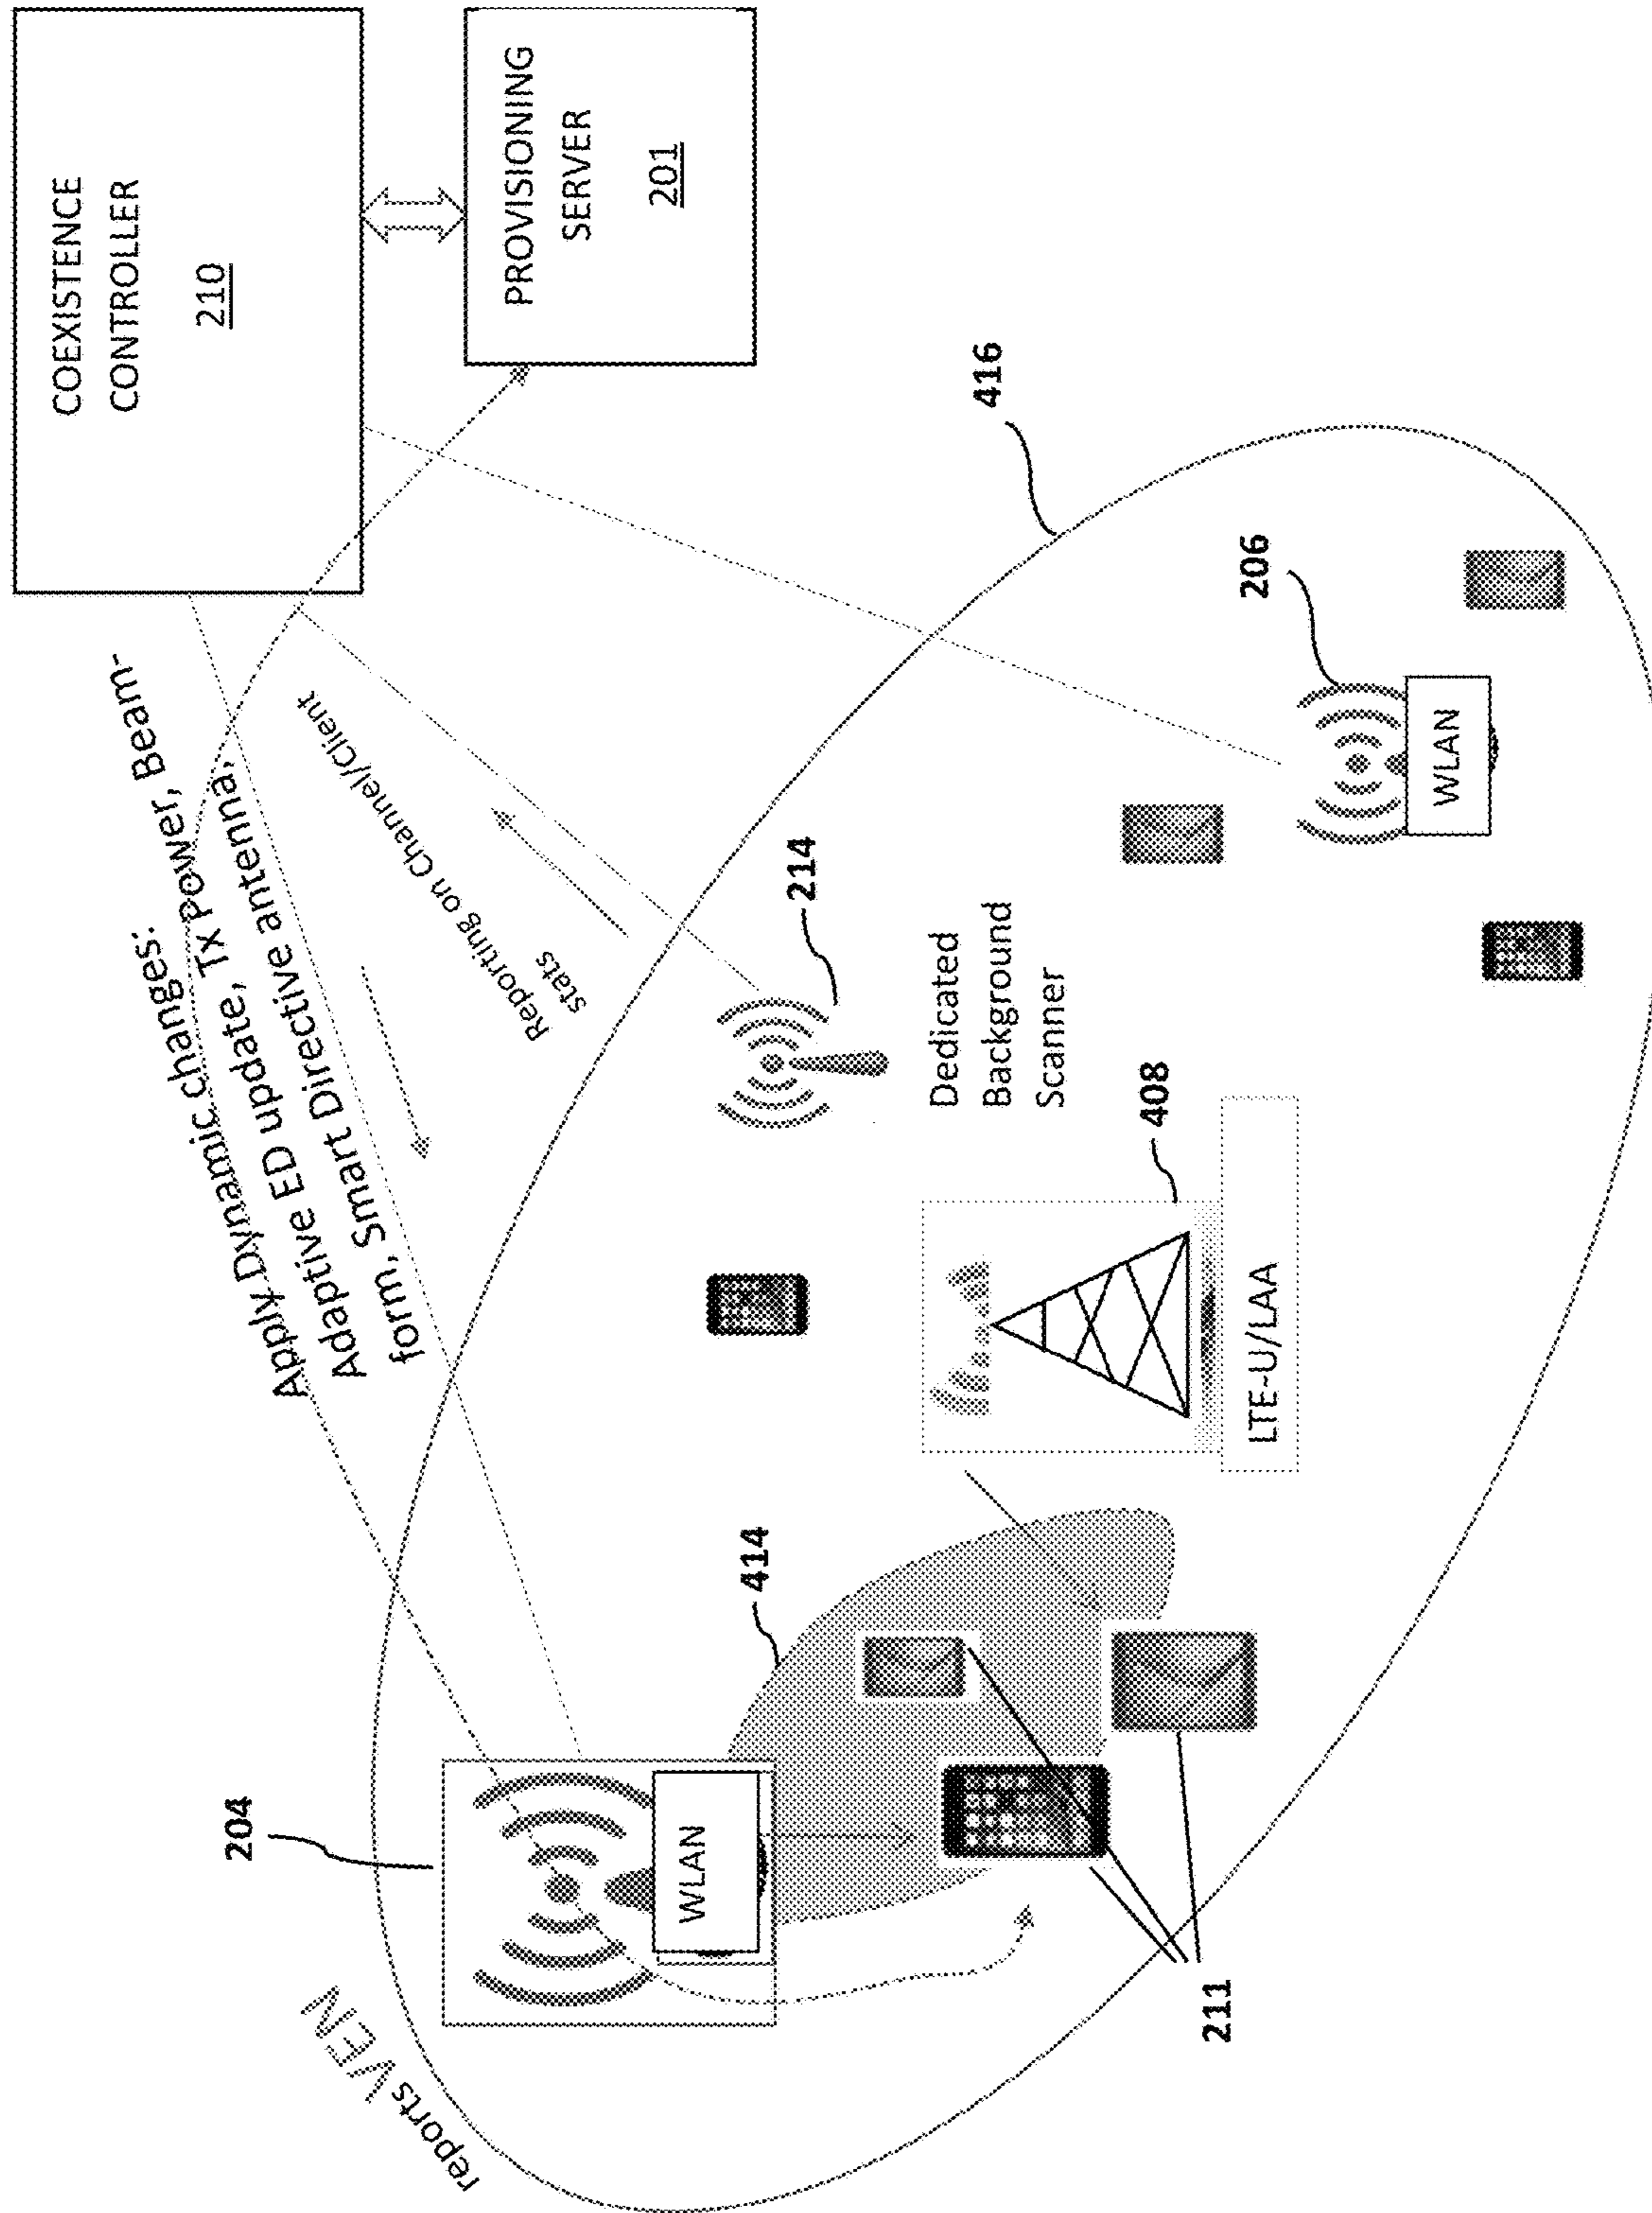 COEXISTENCE
CONTROLLER
210
PROVISIONING
SERVER
201
Apply Dynamic changes:
Adaptive ED update, Tx Power, Beam-
form, Smart Directive antenna,
Reporting on Channel/Client
stats
reports VEN
204
WLAN
414
211
214
Dedicated
Background
Scanner
408
LTE-U/LAA
416
206
WLAN